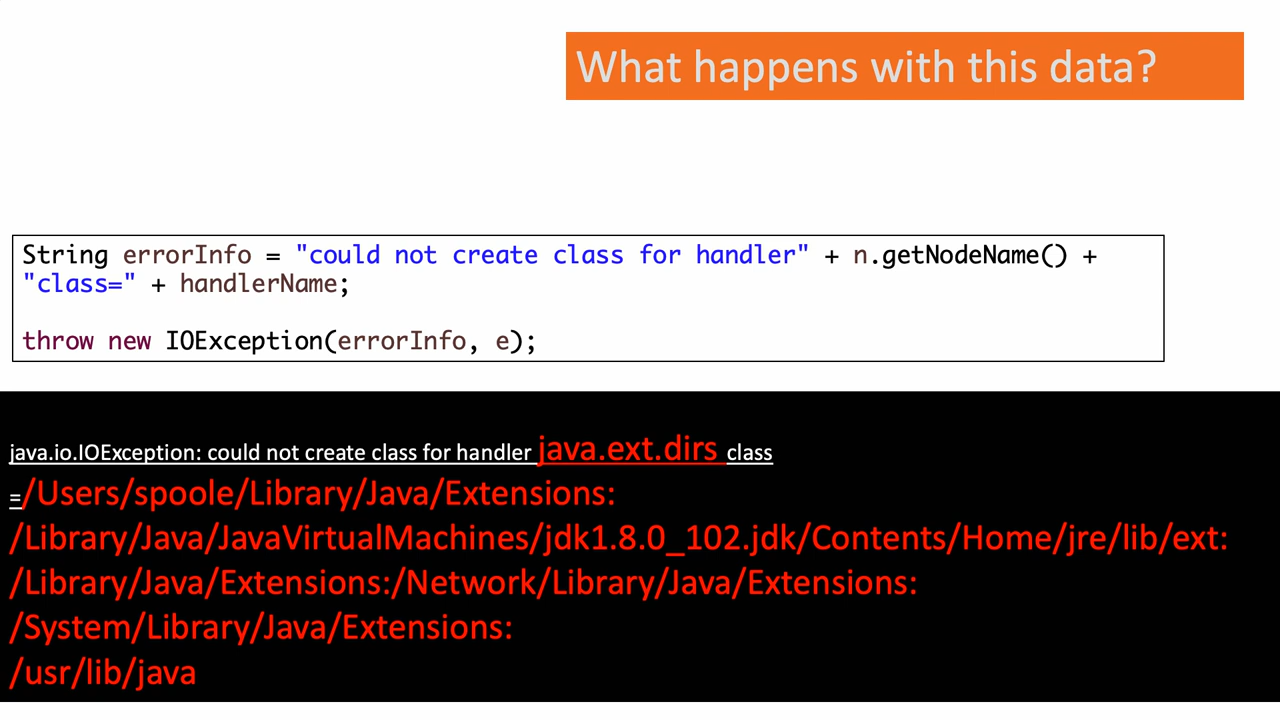 What happens with this data?
String errorInfo = "could not create class for handler" + n.getNodeName() +
"class=" + handlerName;
throw new IOException(errorInfo, e);
java.io.IOException: could not create class for handler java.ext.dirs class
=/Users/spoole/Library/Java/Extensions:
/Library/Java/JavaVirtualMachines/jdk1.8.0_102.jdk/Contents/Home/jre/lib/ext:
/Library/Java/Extensions:/Network/Library/Java/Extensions:
/System/Library/Java/Extensions:
/usr/lib/java